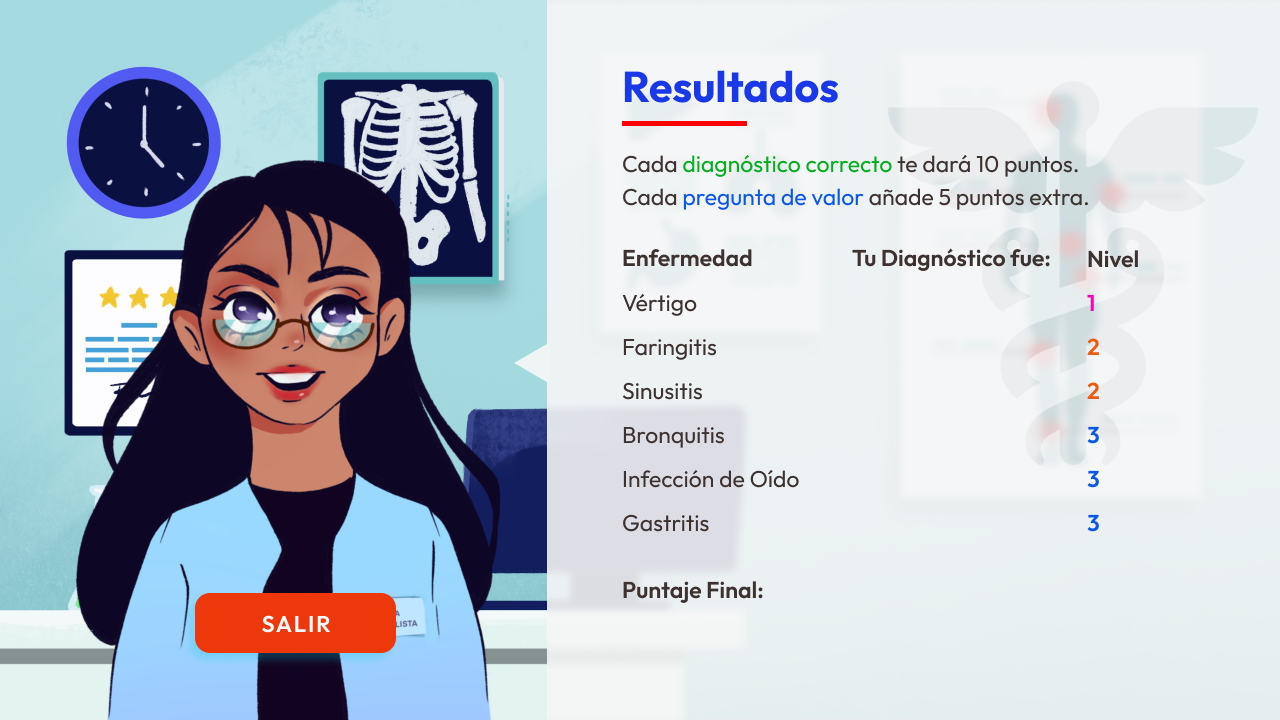 Resultados
Cada diagnóstico correcto te dará 10 puntos.
Cada pregunta de valor añade 5 puntos extra.
Enfermedad Tu Diagnóstico fue: Nivel
Vértigo 1
Faringitis 2
Sinusitis 2
Bronquitis 3
Infección de Oído 3
Gastritis 3
Puntaje Final:
SALIR